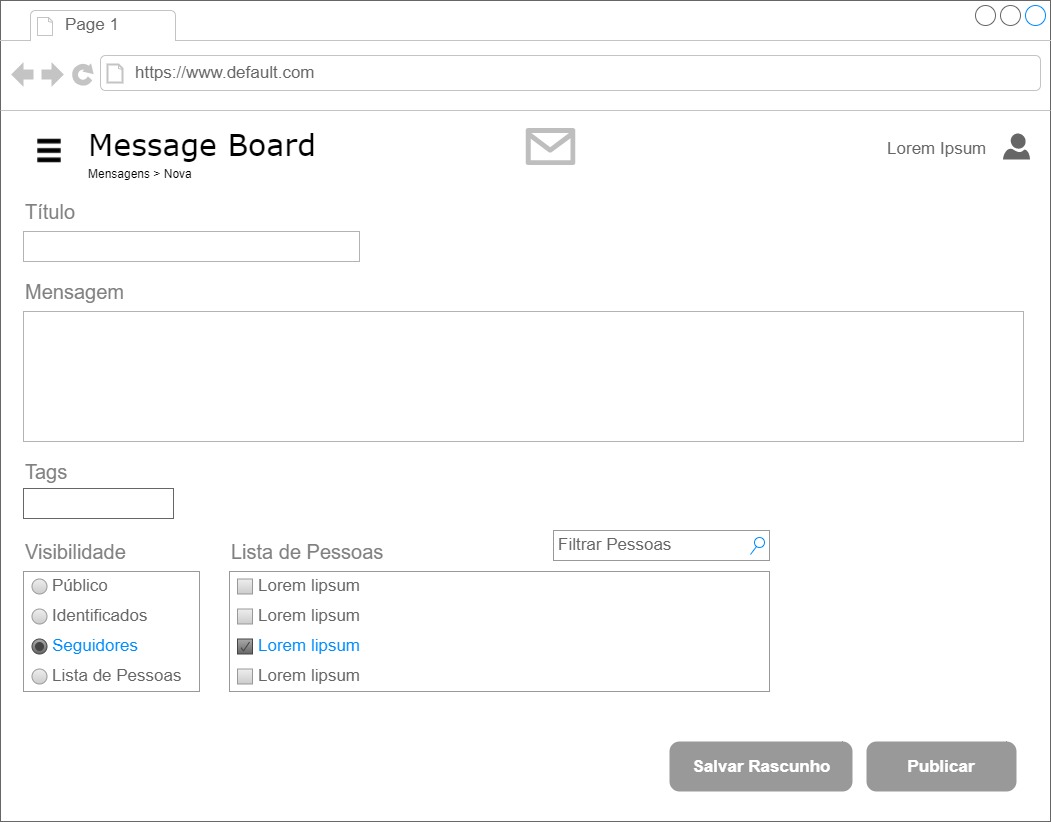 Page 1
https://www.default.com
Message Board
Lorem Ipsum
Mensagens > Nova
Título
Mensagem
Tags
Filtrar Pessoas
Visibilidade
Lista de Pessoas
Público
Identificados
Seguidores
Lista de Pessoas
Lorem lipsum
Lorem lipsum
Lorem lipsum
Lorem lipsum
Salvar Rascunho
Publicar